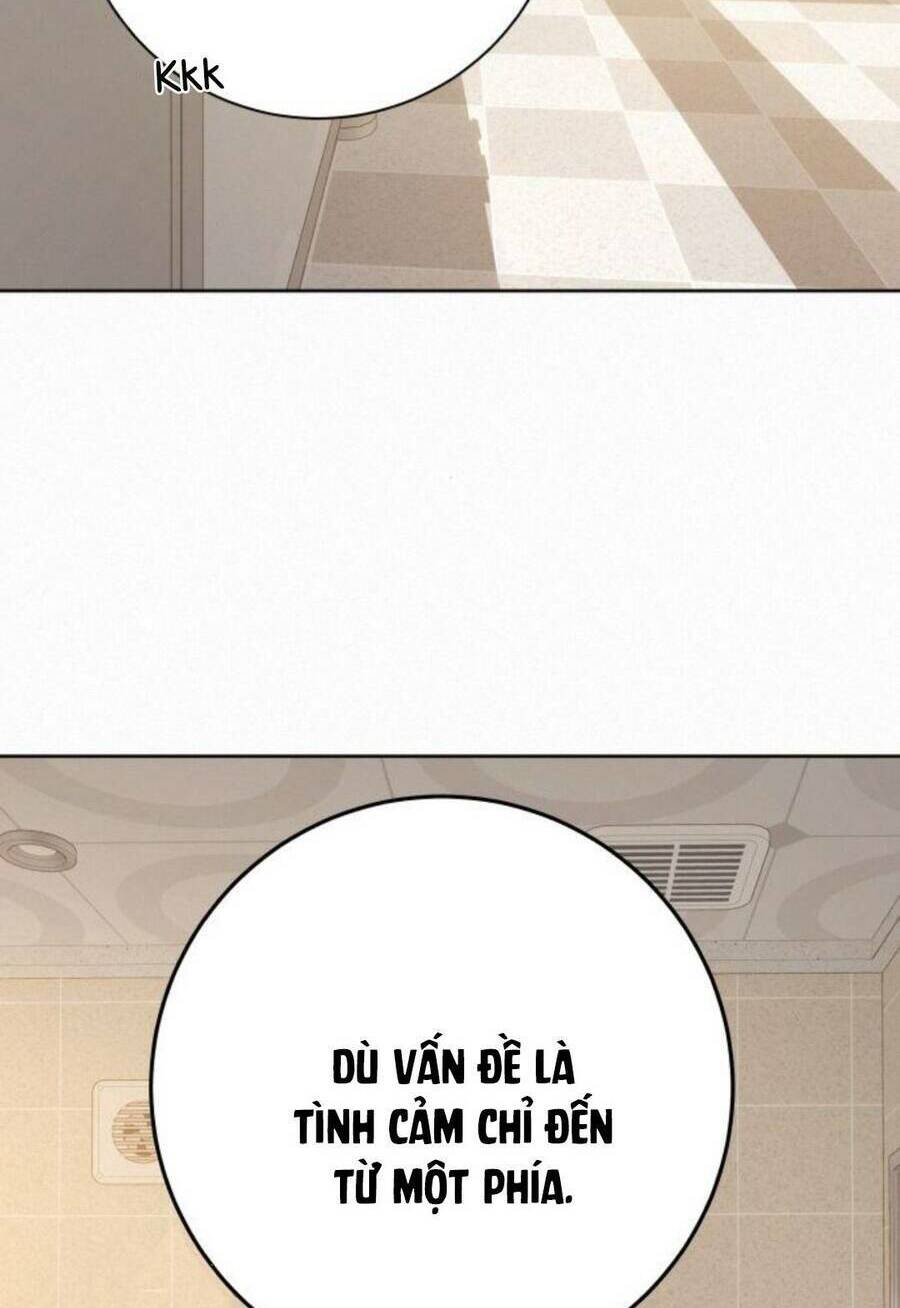 Kkk
DÙ VẤN ĐỀ LÀ
TÌNH CẢM CHỈ ĐẾN
TỪ MỘT PHÍA.